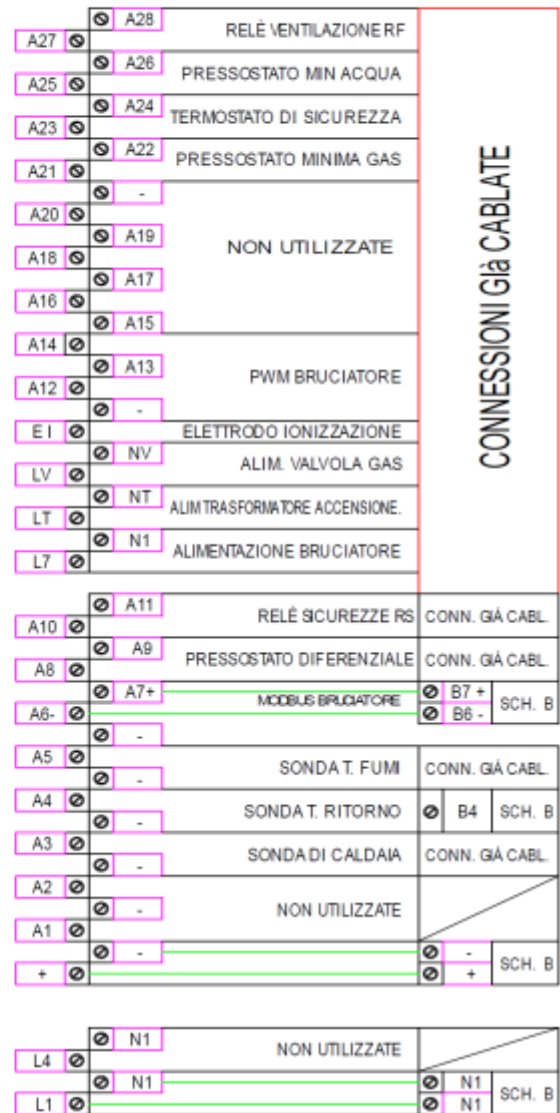 A28
RELÈ VENTILAZIONE RF
A27
A26
PRESSOSTATO MIN ACQUA
A25
A24
TERMOSTATO DI SICUREZZA
A23
A22
PRESSOSTATO MINIMA GAS
A21
-
A20
A19
NON UTILIZZATE
A18
A17
A16
A15
A14
A13
PWM BRUCIATORE
A12
-
E I
ELETTRODO IONIZZAZIONE
NV
ALIM. VALVOLA GAS
LV
NT
ALIM TRASFORMATORE ACCENSIONE.
LT
N1
ALIMENTAZIONE BRUCIATORE
L7
CONNESSIONI Già CABLATE
A11
RELÈ SICUREZZE RS CONN. GIÁ CABL.
A10
A9
PRESSOSTATO DIFERENZIALE CONN. GIÁ CABL.
A8
A7+ B7 +
MODBUS BRUCIATORE SCH. B
A6- B6 -
-
A5
SONDA T. FUMI CONN. GIÁ CABL.
-
A4
SONDA T. RITORNO B4 SCH. B
-
A3
SONDA DI CALDAIA CONN. GIÁ CABL.
-
A2
-
NON UTILIZZATE
A1
- -
SCH. B
+ +
N1
NON UTILIZZATE
L4
N1 N1
SCH. B
L1 N1